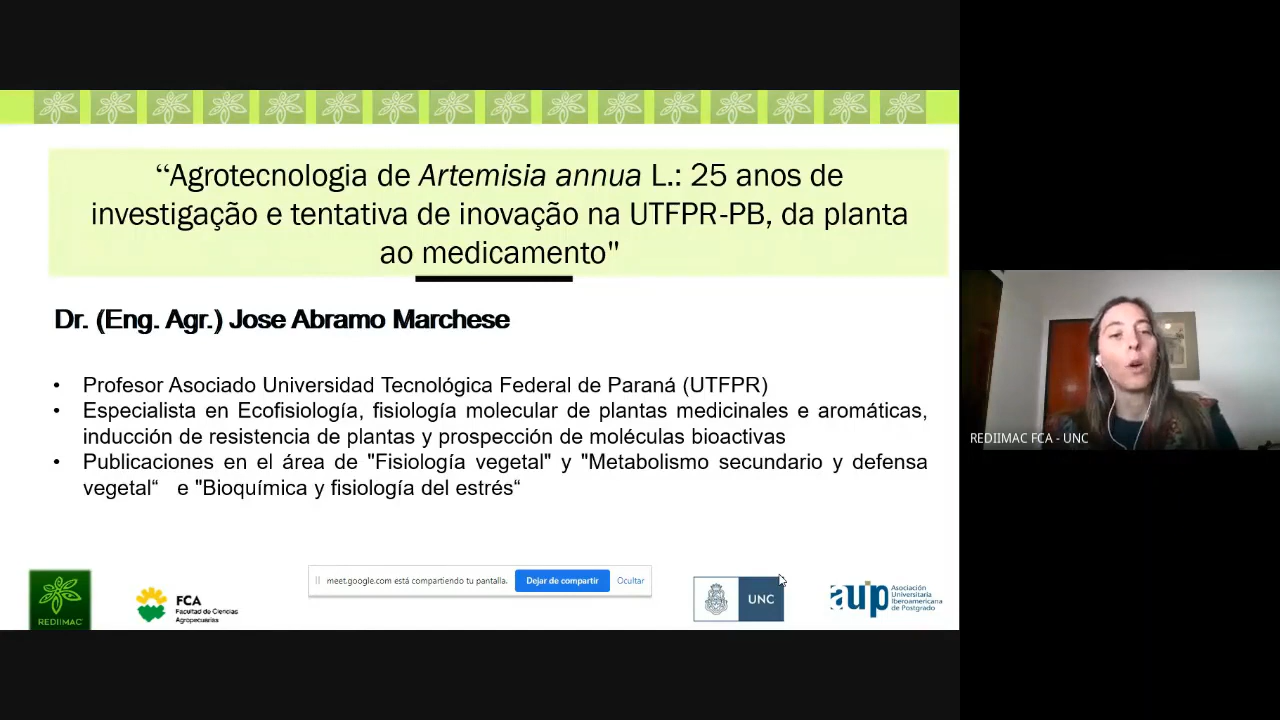 “Agrotecnologia de Artemisia annua L.: 25 anos de
investigação e tentativa de inovação na UTFPR-PB, da planta
ao medicamento"
Dr. (Eng. Agr.) Jose Abramo Marchese
• Profesor Asociado Universidad Tecnológica Federal de Paraná (UTFPR)
• Especialista en Ecofisiología, fisiología molecular de plantas medicinales e aromáticas,
inducción de resistencia de plantas y prospección de moléculas bioactivas
• Publicaciones en el área de "Fisiología vegetal" y "Metabolismo secundario y defensa
vegetal“ e "Bioquímica y fisiología del estrés“
REDIIMAC FCA - UNC
REDIIMAC
FCA
Facultad de Ciencias
Agropecuarias
meet.google.com está compartiendo tu pantalla.
Dejar de compartir
Ocultar
UNC
auip
Asociación
Universitaria
Iberoamericana
de Postgrado